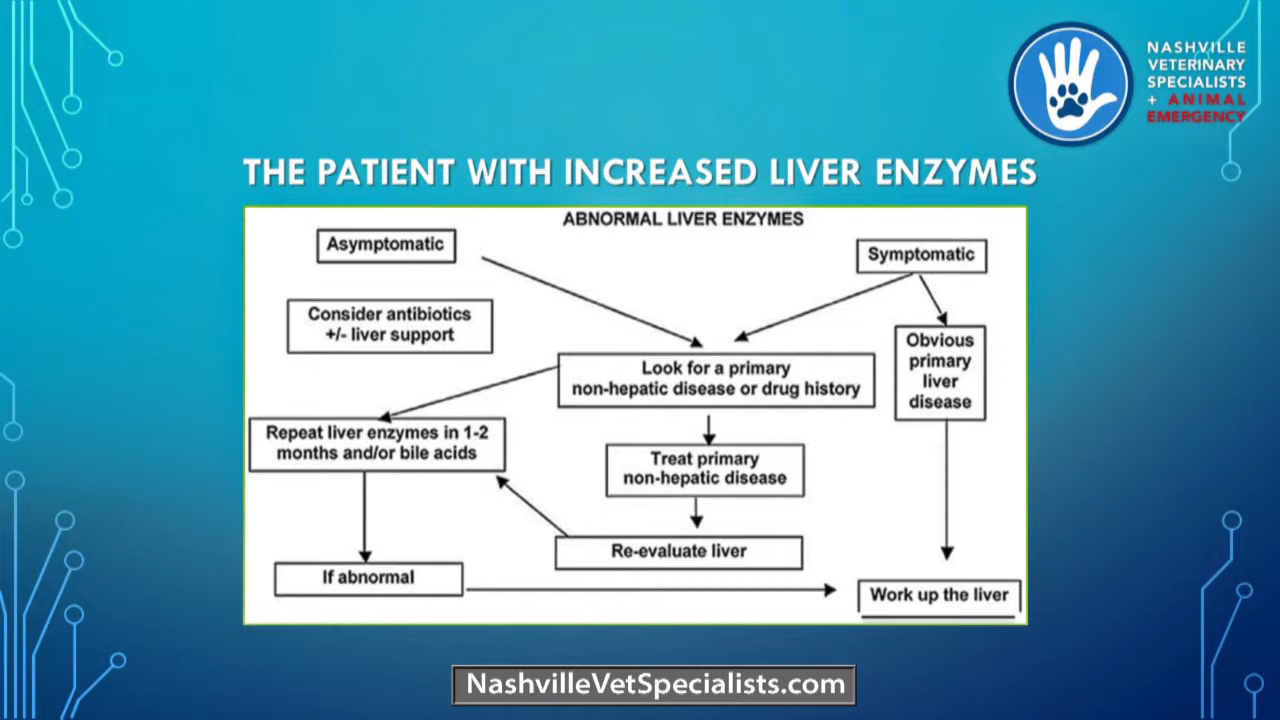 NASHVILLE
VETERINARY
SPECIALISTS
+ ANIMAL
EMERGENCY
THE PATIENT WITH INCREASED LIVER ENZYMES
ABNORMAL LIVER ENZYMES
Asymptomatic
Symptomatic
Consider antibiotics
+/- liver support
Obvious
primary
liver
disease
Look for a primary
non-hepatic disease or drug history
Repeat liver enzymes in 1-2
months and/or bile acids
Treat primary
non-hepatic disease
Re-evaluate liver
If abnormal
Work up the liver
NashvilleVetSpecialists.com